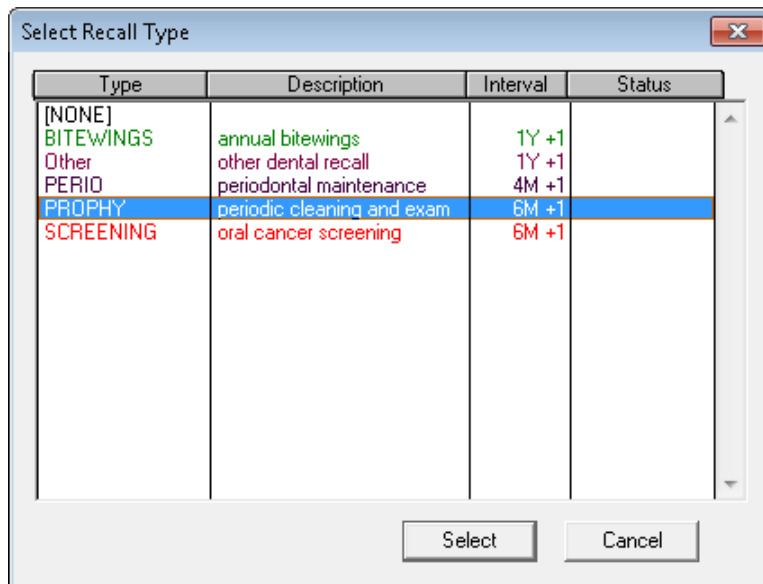 Select Recall Type
Type Description Interval Status
[NONE]
BITEWINGS annual bitewings 1Y +1
Other other dental recall 1Y +1
PERIO periodontal maintenance 4M +1
PROPHY periodic cleaning and exam 6M +1
SCREENING oral cancer screening 6M +1
Select Cancel